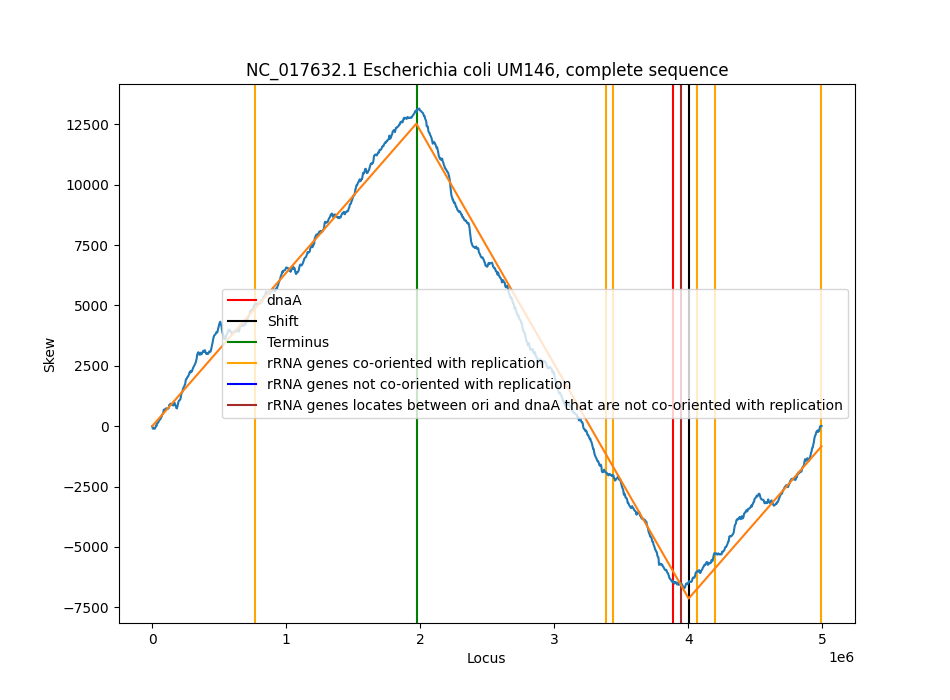 NC_017632.1 Escherichia coli UM146, complete sequence
12500
10000
7500
5000
2500
0
−2500
−5000
−7500
Skew
dnaA
Shift
Terminus
rRNA genes co-oriented with replication
rRNA genes not co-oriented with replication
rRNA genes locates between ori and dnaA that are not co-oriented with replication
0 1 2 3 4 5
1e6
Locus